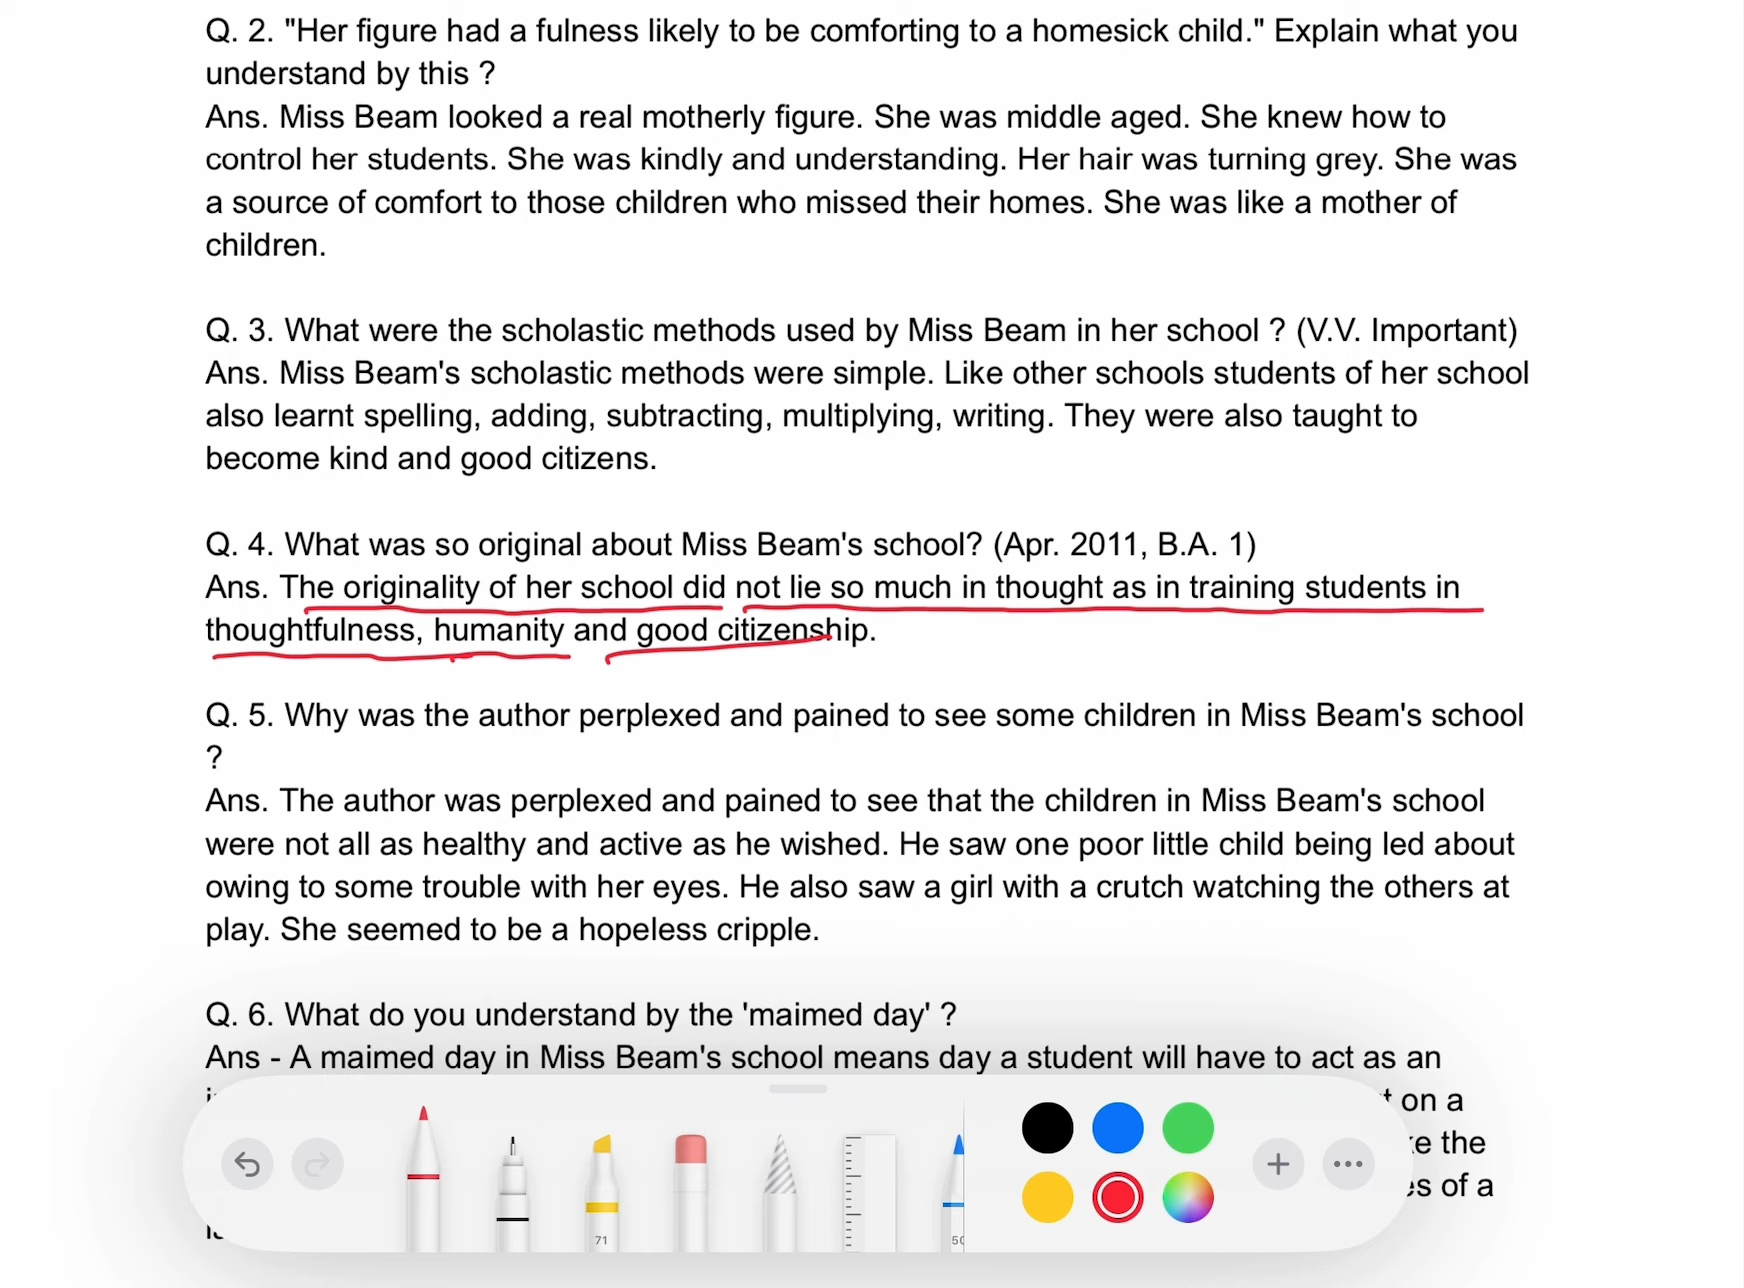 Q. 2. "Her figure had a fulness likely to be comforting to a homesick child." Explain what you
understand by this ?
Ans. Miss Beam looked a real motherly figure. She was middle aged. She knew how to
control her students. She was kindly and understanding. Her hair was turning grey. She was
a source of comfort to those children who missed their homes. She was like a mother of
children.
Q. 3. What were the scholastic methods used by Miss Beam in her school ? (V.V. Important)
Ans. Miss Beam's scholastic methods were simple. Like other schools students of her school
also learnt spelling, adding, subtracting, multiplying, writing. They were also taught to
become kind and good citizens.
Q. 4. What was so original about Miss Beam's school? (Apr. 2011, B.A. 1)
Ans. The originality of her school did not lie so much in thought as in training students in
thoughtfulness, humanity and good citizenship.
Q. 5. Why was the author perplexed and pained to see some children in Miss Beam's school
?
Ans. The author was perplexed and pained to see that the children in Miss Beam's school
were not all as healthy and active as he wished. He saw one poor little child being led about
owing to some trouble with her eyes. He also saw a girl with a crutch watching the others at
play. She seemed to be a hopeless cripple.
Q. 6. What do you understand by the 'maimed day' ?
Ans - A maimed day in Miss Beam's school means day a student will have to act as an
on a
the
of a
71
50